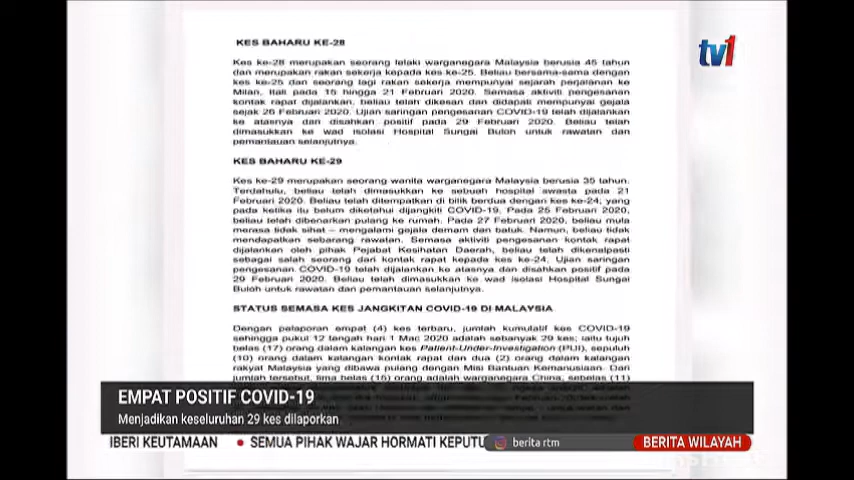 KES BAHARU KE-28
Kes ke-28 merupakan seorang lelaki warganegara Malaysia berusia 45 tahun
dan merupakan rakan sekerja kepada kes ke-25. Beliau bersama-sama dengan
kes ke-25 dan seorang lagi rakan sekerja mempunyai sejarah perjalanan ke
Milan, Itali pada 15 hingga 21 Februari 2020. Semasa aktiviti pengesanan
kontak rapat dijalankan, beliau telah dikesan dan didapati mempunyai gejala
sejak 26 Februari 2020. Ujian saringan pengesanan COVID-19 telah dijalankan
ke atasnya dan disahkan positif pada 29 Februari 2020. Beliau telah
dimasukkan ke wad isolasi Hospital Sungai Buloh untuk rawatan dan
pemantauan selanjutnya.
KES BAHARU KE-29
Kes ke-29 merupakan seorang wanita warganegara Malaysia berusia 35 tahun.
Terdahulu, beliau telah dimasukkan ke sebuah hospital swasta pada 21
Februari 2020. Beliau telah ditempatkan di bilik berdua dengan kes ke-24, yang
pada ketika itu belum diketahui dijangkiti COVID-19. Pada 25 Februari 2020,
beliau telah dibenarkan pulang ke rumah. Pada 27 Februari 2020, beliau mula
merasa tidak sihat – mengalami gejala demam dan batuk. Namun, beliau tidak
mendapatkan sebarang rawatan. Semasa aktiviti pengesanan kontak rapat
dijalankan oleh pihak Pejabat Kesihatan Daerah, beliau telah dikenalpasti
sebagai salah seorang dari kontak rapat kepada kes ke-24. Ujian saringan
pengesanan COVID-19 telah dijalankan ke atasnya dan disahkan positif pada
29 Februari 2020. Beliau telah dimasukkan ke wad isolasi Hospital Sungai
Buloh untuk rawatan dan pemantauan selanjutnya.
STATUS SEMASA KES JANGKITAN COVID-19 DI MALAYSIA
Dengan pelaporan empat (4) kes terbaru, jumlah kumulatif kes COVID-19
sehingga pukul 12 tengah hari 1 Mac 2020 adalah sebanyak 29 kes; iaitu tujuh
belas (17) orang dalam kalangan kes Patient-Under-Investigation (PUI), sepuluh
(10) orang dalam kalangan kontak rapat dan dua (2) orang dalam kalangan
rakyat Malaysia yang dibawa pulang dengan Misi Bantuan Kemanusiaan. Dari
jumlah tersebut, lima belas (15) orang adalah warganegara China, sebelas (11)
tv1
EMPAT POSITIF COVID-19
Menjadikan keseluruhan 29 kes dilaporkan
IBERI KEUTAMAAN • SEMUA PIHAK WAJAR HORMATI KEPUTU
berita rtm
BERITA WILAYAH